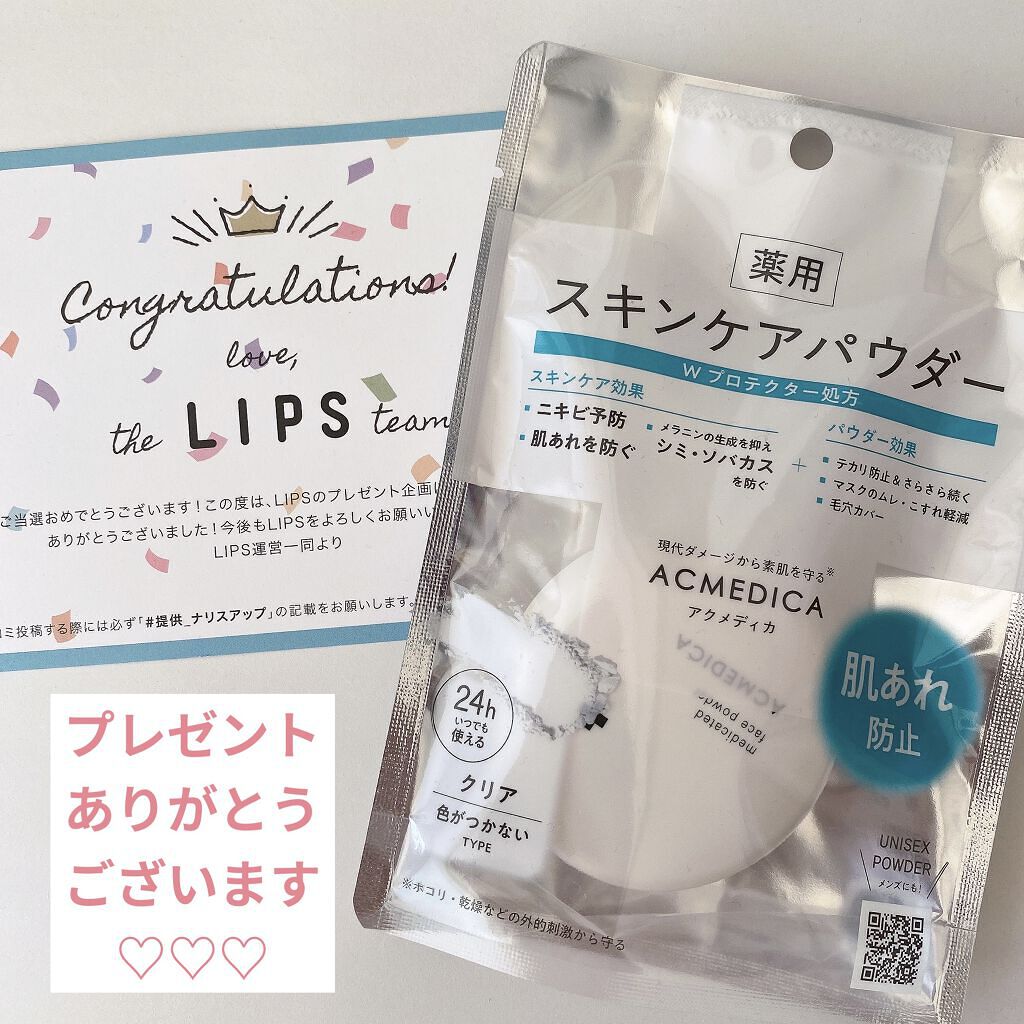 Congratulations!
love,
the LIPS team
ご当選おめでとうございます！この度は、LIPSのプレゼント企画に
ありがとうございました！今後もLIPSをよろしくお願いい
LIPS運営一同より
コミ投稿する際には必ず「#提供_ナリスアップ」の記載をお願いします。
プレゼント
ありがとう
ございます
♡♡♡
薬用
スキンケアパウダー
W プロテクター処方
スキンケア効果
ニキビ予防
肌あれを防ぐ
メラニンの生成を抑え
シミ・ソバカス
を防ぐ
+
パウダー効果
テカリ防止&さらさら続く
マスクのムレ・こすれ軽減
毛穴カバー
現代ダメージから素肌を守る※
ACMEDICA
アクメディカ
ACMEDICA
medicated
face powde
肌あれ
防止
24h
いつでも
使える
クリア
色がつかない
TYPE
UNISEX
POWDER
メンズにも!
※ホコリ・乾燥などの外的刺激から守る